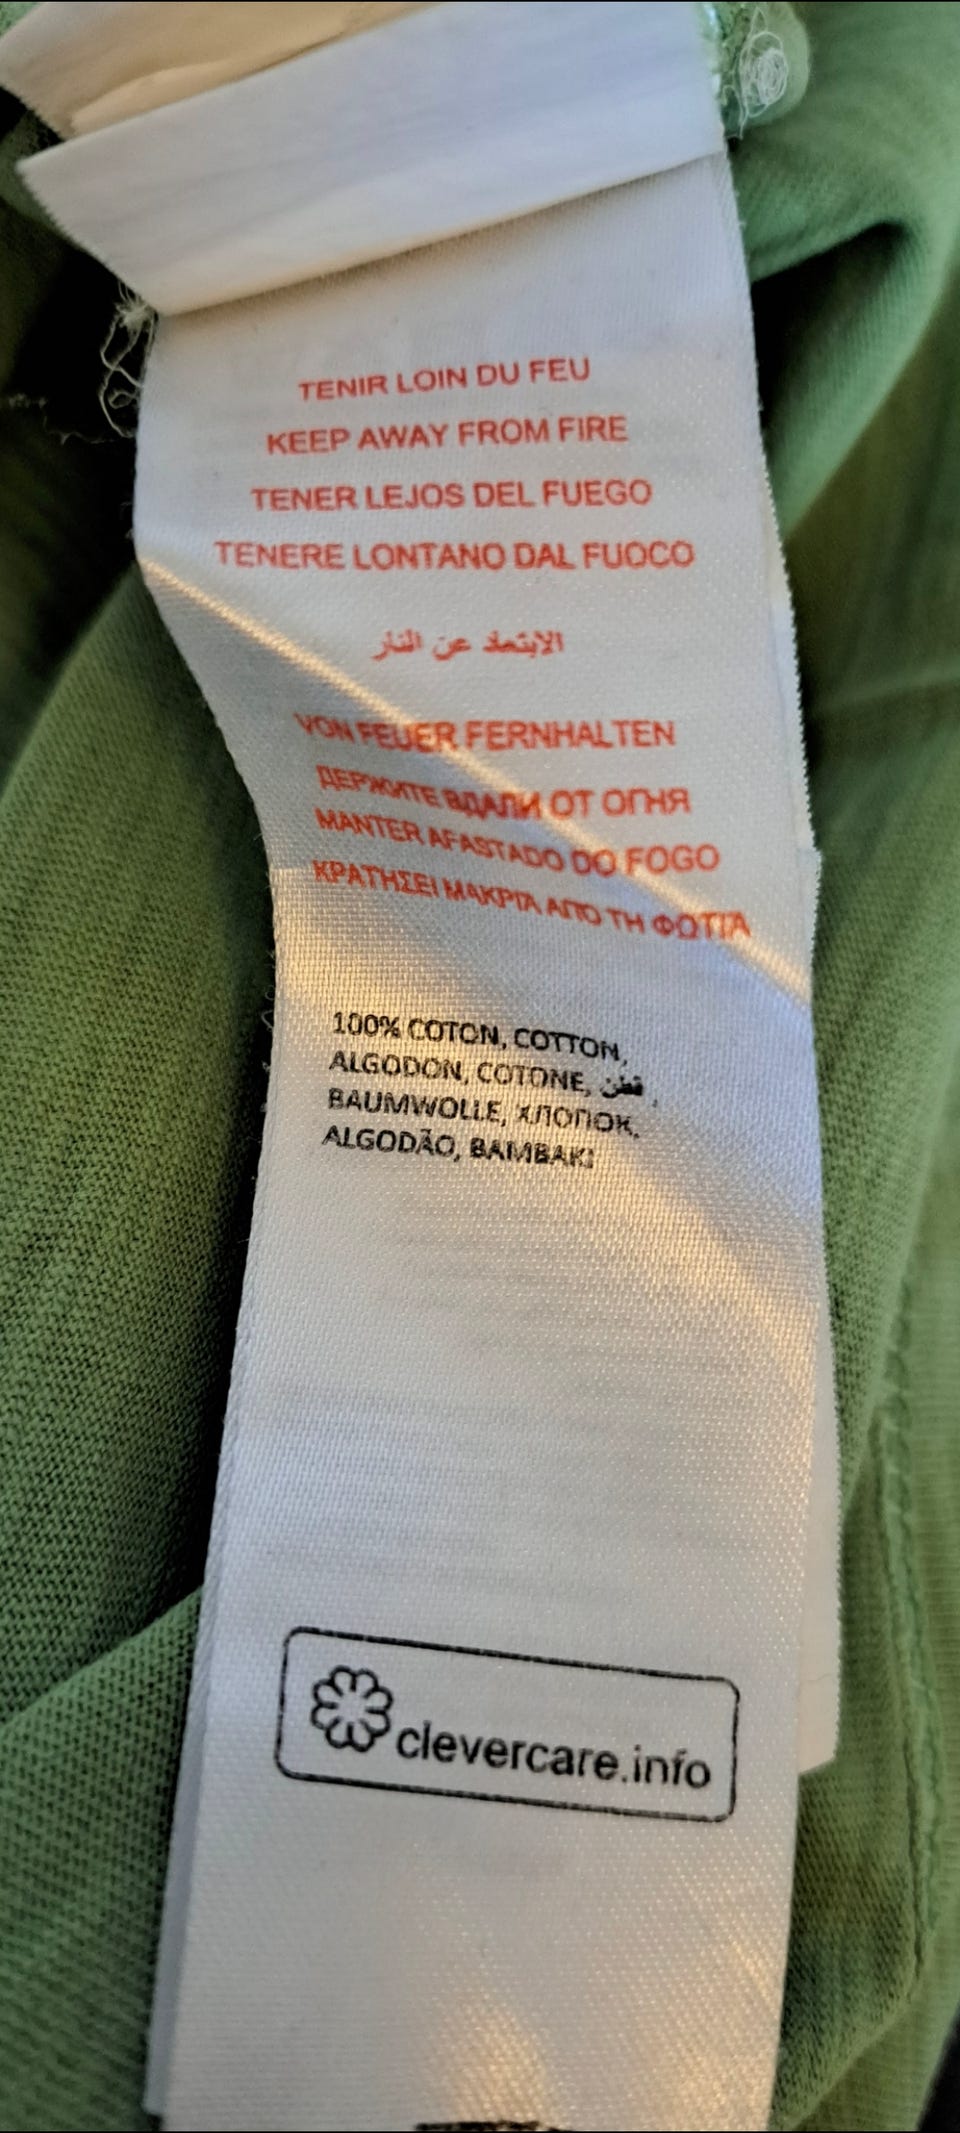 TENIR LOIN DU FEU
KEEP AWAY FROM FIRE
TENER LEJOS DEL FUEGO
TENERE LONTANO DAL FUOCO
الابتعاد عن النار
VON FEUER FERNHALTEN
ДЕРЖИТЕ ВДАЛИ ОТ ОГНЯ
MANTER AFASTADO DO FOGO
ΚΡΑΤΗΣΕΙ ΜΑΚΡΙΑ ΑΠΟ ΤΗ ΦΩΤΙΑ
100% COTON, COTTON,
ALGODON, COTONE, قطن ,
BAUMWOLLE, ХЛОПОК,
ALGODÃO, BAMBAKI
clevercare.info